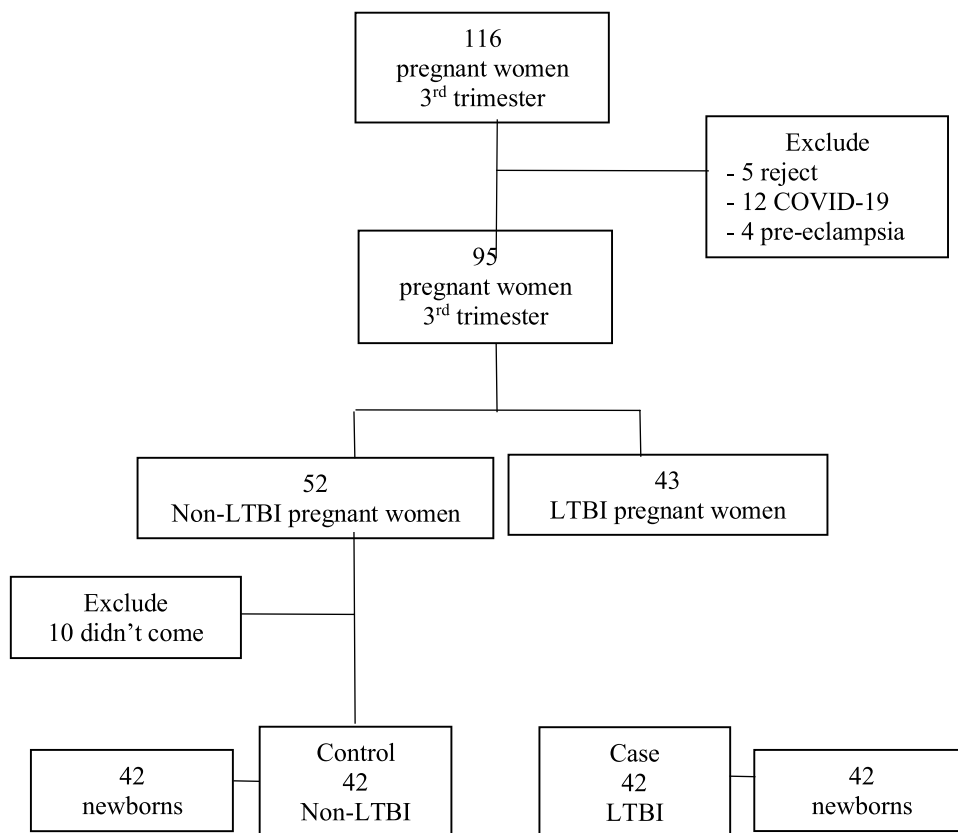 116
pregnant women
3rd trimester
Exclude
- 5 reject
- 12 COVID-19
- 4 pre-eclampsia
95
pregnant women
3rd trimester
52
Non-LTBI pregnant women
43
LTBI pregnant women
Exclude
10 didn’t come
42
newborns
Control
42
Non-LTBI
Case
42
LTBI
42
newborns